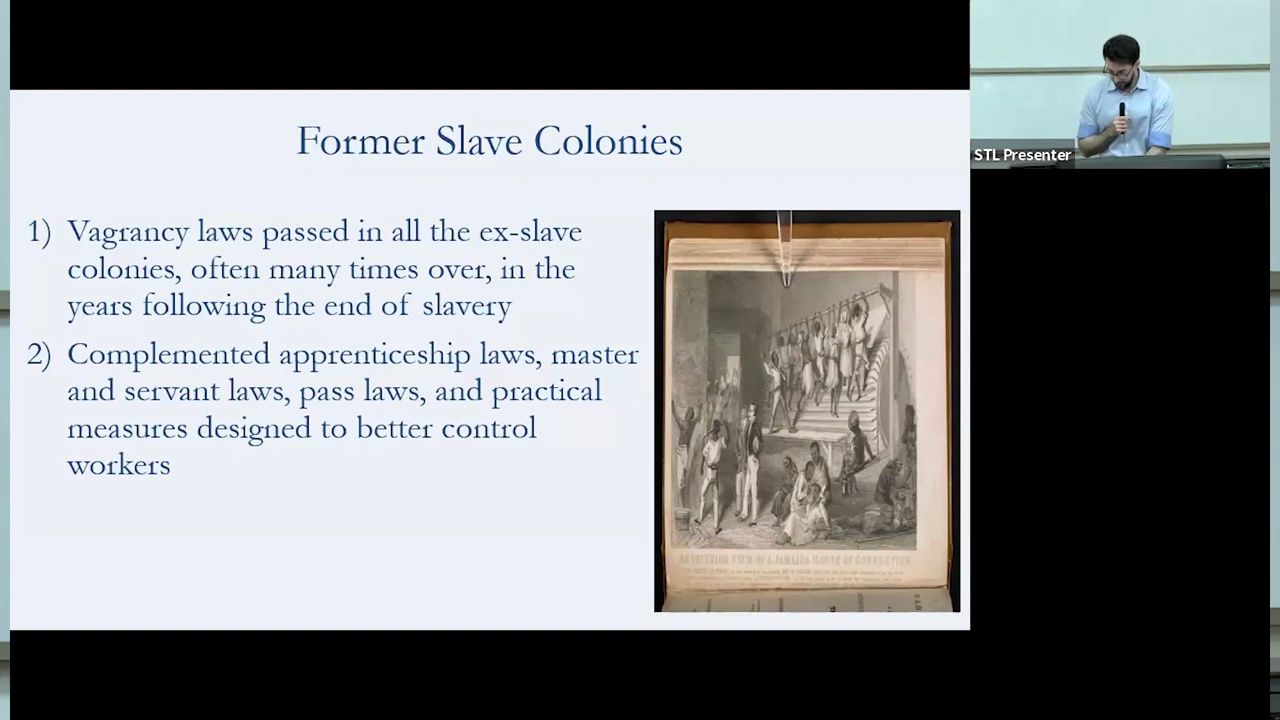 Former Slave Colonies
STL Presenter
1) Vagrancy laws passed in all the ex-slave
colonies, often many times over, in the
years following the end of slavery
2) Complemented apprenticeship laws, master
and servant laws, pass laws, and practical
measures designed to better control
workers
AN INTERIOR VIEW OF A JAMAICA HOUSE OF CORRECTION.